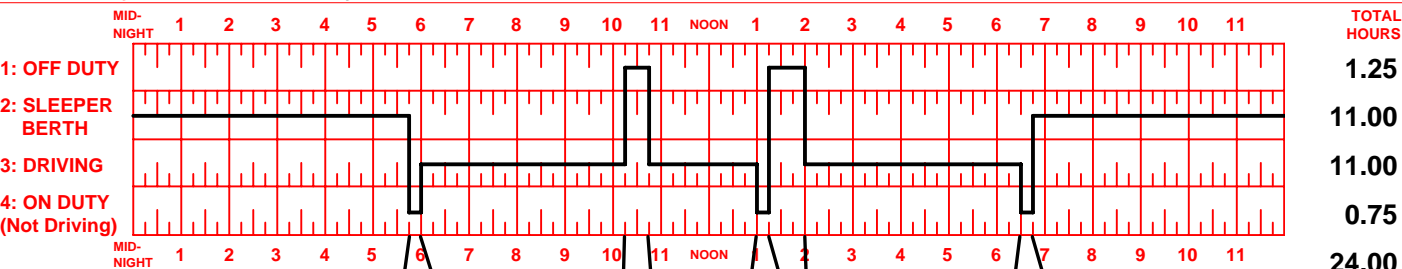 MID-NIGHT 1 2 3 4 5 6 7 8 9 10 11 NOON 1 2 3 4 5 6 7 8 9 10 11 TOTAL HOURS
1: OFF DUTY 1.25
2: SLEEPER BERTH 11.00
3: DRIVING 11.00
4: ON DUTY (Not Driving) 0.75
MID-NIGHT 1 2 3 4 5 6 7 8 9 10 11 NOON 1 2 3 4 5 6 7 8 9 10 11 24.00